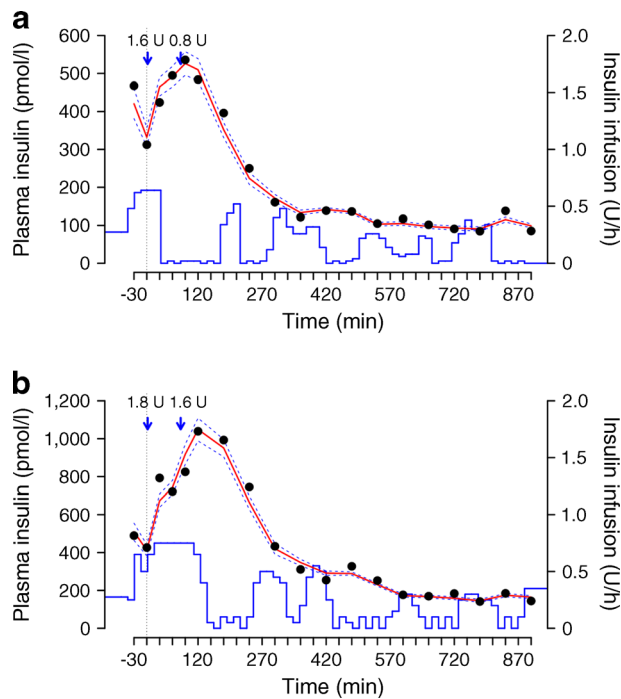 a
1.6 U 0.8 U
600
500
400
300
200
100
0
Plasma insulin (pmol/l)
2.0
1.5
1.0
0.5
0
Insulin infusion (U/h)
-30 120 270 420 570 720 870
Time (min)
b
1.8 U 1.6 U
1,200
1,000
800
600
400
200
0
Plasma insulin (pmol/l)
2.0
1.5
1.0
0.5
0
Insulin infusion (U/h)
-30 120 270 420 570 720 870
Time (min)